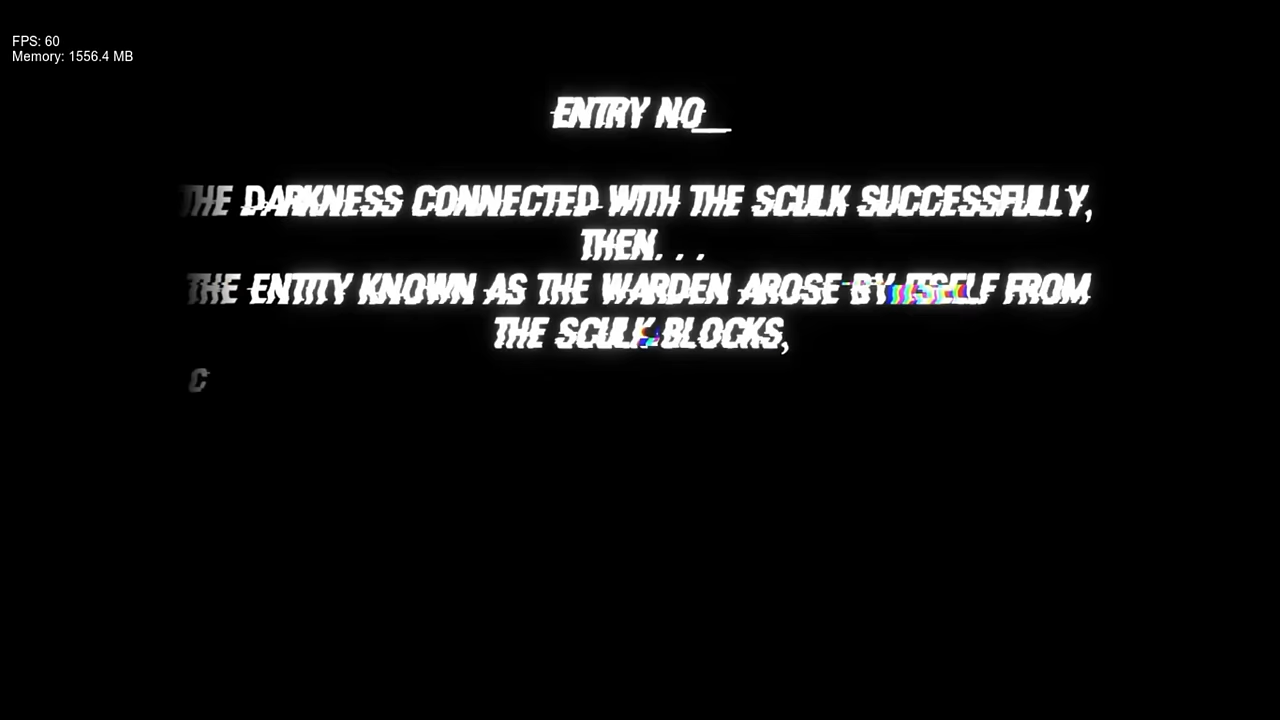 FPS: 60
Memory: 1556.4 MB
ENTRY NO__
THE DARKNESS CONNECTED WITH THE SCULK SUCCESSFULLY,
THEN. . .
THE ENTITY KNOWN AS THE WARDEN AROSE BY ITSELF FROM
THE SCULK BLOCKS,
C